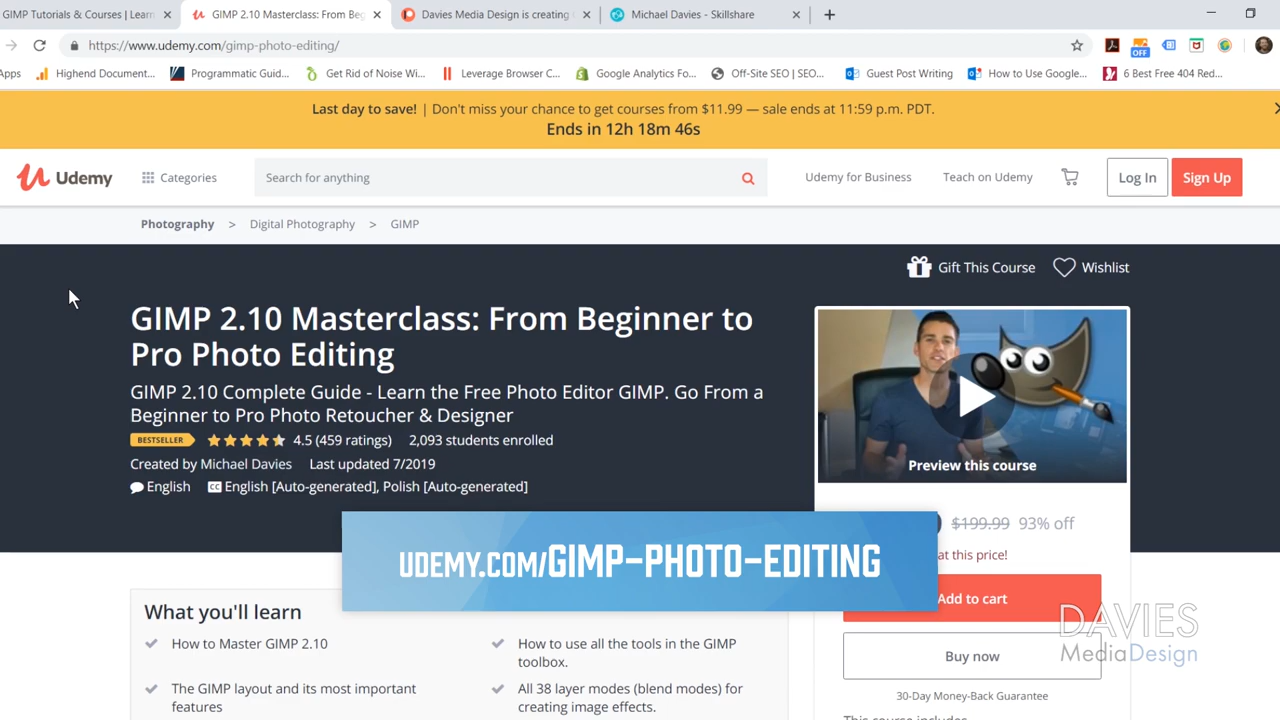 GIMP Tutorials & Courses | Learn
GIMP 2.10 Masterclass: From Beg
Davies Media Design is creating
Michael Davies - Skillshare
https://www.udemy.com/gimp-photo-editing/
OFF
Apps
Highend Document...
Programmatic Guid...
Get Rid of Noise Wi...
Leverage Browser C...
Google Analytics Fo...
Off-Site SEO | SEO...
Guest Post Writing
How to Use Google...
6 Best Free 404 Red...
Last day to save! | Don't miss your chance to get courses from $11.99 — sale ends at 11:59 p.m. PDT.
Ends in 12h 18m 46s
Udemy
Categories
Search for anything
Udemy for Business
Teach on Udemy
Log In
Sign Up
Photography > Digital Photography > GIMP
Gift This Course
Wishlist
GIMP 2.10 Masterclass: From Beginner to
Pro Photo Editing
GIMP 2.10 Complete Guide - Learn the Free Photo Editor GIMP. Go From a
Beginner to Pro Photo Retoucher & Designer
BESTSELLER 4.5 (459 ratings) 2,093 students enrolled
Created by Michael Davies Last updated 7/2019
English CC English [Auto-generated], Polish [Auto-generated]
Preview this course
$199.99 93% off
at this price!
UDEMY.COM/GIMP-PHOTO-EDITING
Add to cart
Buy now
30-Day Money-Back Guarantee
What you'll learn
How to Master GIMP 2.10
The GIMP layout and its most important
features
How to use all the tools in the GIMP
toolbox.
All 38 layer modes (blend modes) for
creating image effects.
DAVIES
MediaDesign